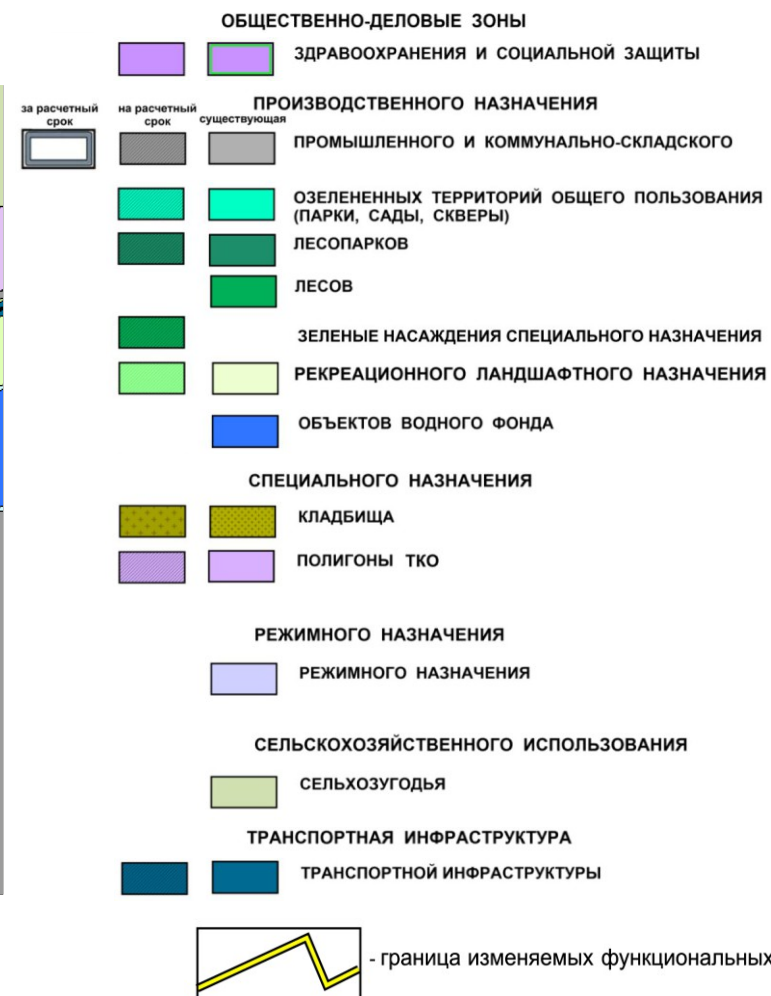 ОБЩЕСТВЕННО-ДЕЛОВЫЕ ЗОНЫ
ЗДРАВООХРАНЕНИЯ И СОЦИАЛЬНОЙ ЗАЩИТЫ
ПРОИЗВОДСТВЕННОГО НАЗНАЧЕНИЯ
за расчетный
срок
на расчетный
срок
существующая
ПРОМЫШЛЕННОГО И КОММУНАЛЬНО-СКЛАДСКОГО
ОЗЕЛЕНЕННЫХ ТЕРРИТОРИЙ ОБЩЕГО ПОЛЬЗОВАНИЯ
(ПАРКИ, САДЫ, СКВЕРЫ)
ЛЕСОПАРКОВ
ЛЕСОВ
ЗЕЛЕНЫЕ НАСАЖДЕНИЯ СПЕЦИАЛЬНОГО НАЗНАЧЕНИЯ
РЕКРЕАЦИОННОГО ЛАНДШАФТНОГО НАЗНАЧЕНИЯ
ОБЪЕКТОВ ВОДНОГО ФОНДА
СПЕЦИАЛЬНОГО НАЗНАЧЕНИЯ
КЛАДБИЩА
ПОЛИГОНЫ ТКО
РЕЖИМНОГО НАЗНАЧЕНИЯ
РЕЖИМНОГО НАЗНАЧЕНИЯ
СЕЛЬСКОХОЗЯЙСТВЕННОГО ИСПОЛЬЗОВАНИЯ
СЕЛЬХОЗУГОДЬЯ
ТРАНСПОРТНАЯ ИНФРАСТРУКТУРА
ТРАНСПОРТНОЙ ИНФРАСТРУКТУРЫ
- граница изменяемых функциональных